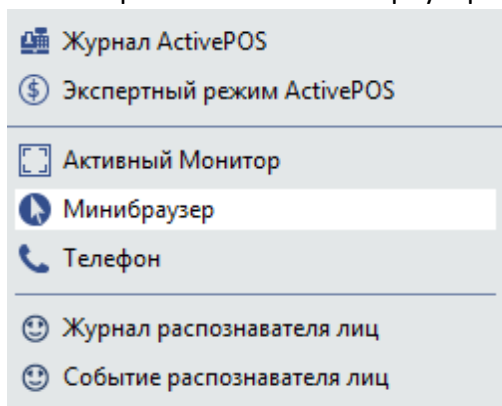 Журнал ActivePOS
Экспертный режим ActivePOS
Активный Монитор
Минибраузер
Телефон
Журнал распознавателя лиц
Событие распознавателя лиц